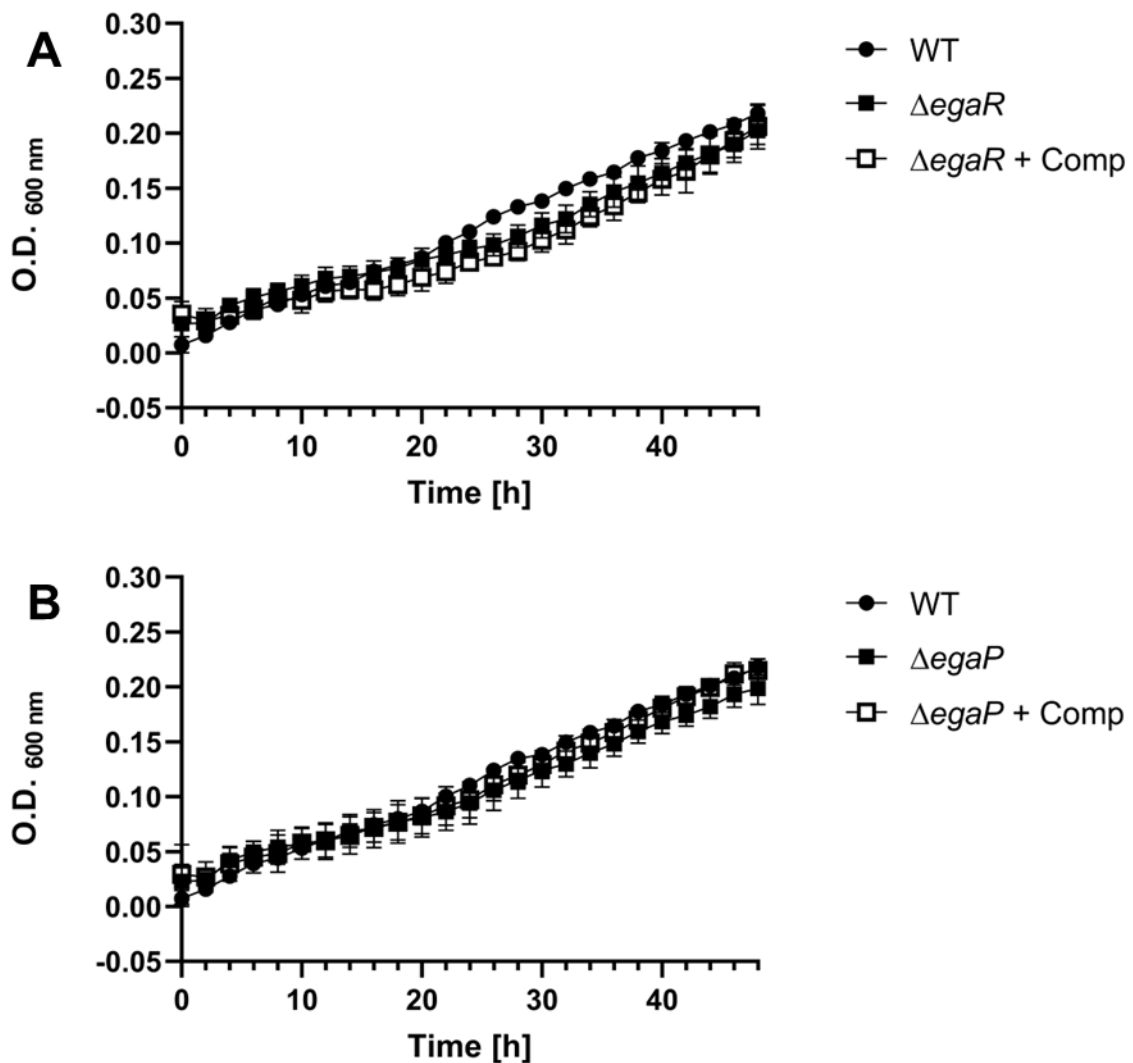 A
0.30
0.25
0.20
0.15
0.10
0.05
0.00
-0.05
O.D. 600 nm
0 10 20 30 40
Time [h]
WT
ΔegaR
ΔegaR + Comp
B
0.30
0.25
0.20
0.15
0.10
0.05
0.00
-0.05
O.D. 600 nm
0 10 20 30 40
Time [h]
WT
ΔegaP
ΔegaP + Comp